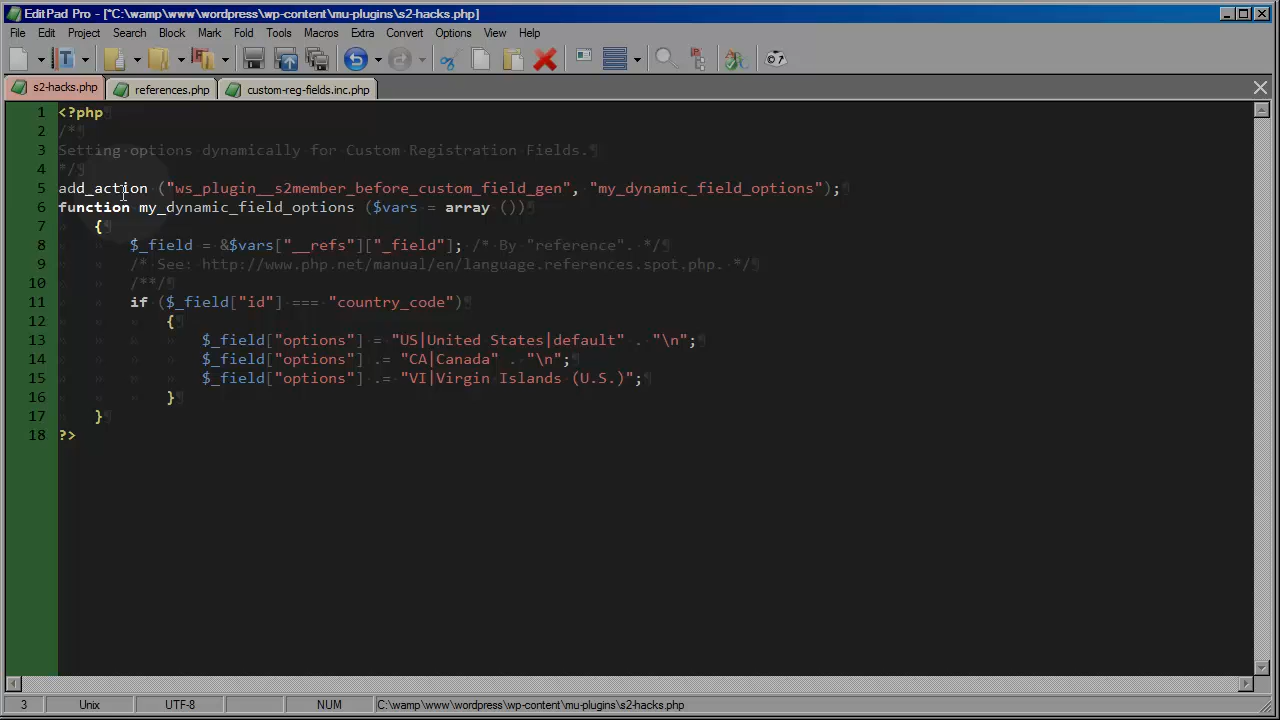 EditPad Pro - [*C:\wamp\www\wordpress\wp-content\mu-plugins\s2-hacks.php]
File Edit Project Search Block Mark Fold Tools Macros Extra Convert Options View Help
s2-hacks.php references.php custom-reg-fields.inc.php
1 <?php
2 /*
3 Setting options dynamically for Custom Registration Fields.
4 */
5 add_action ("ws_plugin__s2member_before_custom_field_gen", "my_dynamic_field_options");
6 function my_dynamic_field_options ($vars = array ())
7 {
8 $_field = &$vars["__refs"]["_field"]; /* By "reference". */
9 /* See: http://www.php.net/manual/en/language.references.spot.php. */
10 /**/
11 if ($_field["id"] === "country_code")
12 {
13 $_field["options"] = "US|United States|default" . "\n";
14 $_field["options"] .= "CA|Canada" . "\n";
15 $_field["options"] .= "VI|Virgin Islands (U.S.)";
16 }
17 }
18 ?>
3 Unix UTF-8 NUM C:\wamp\www\wordpress\wp-content\mu-plugins\s2-hacks.php